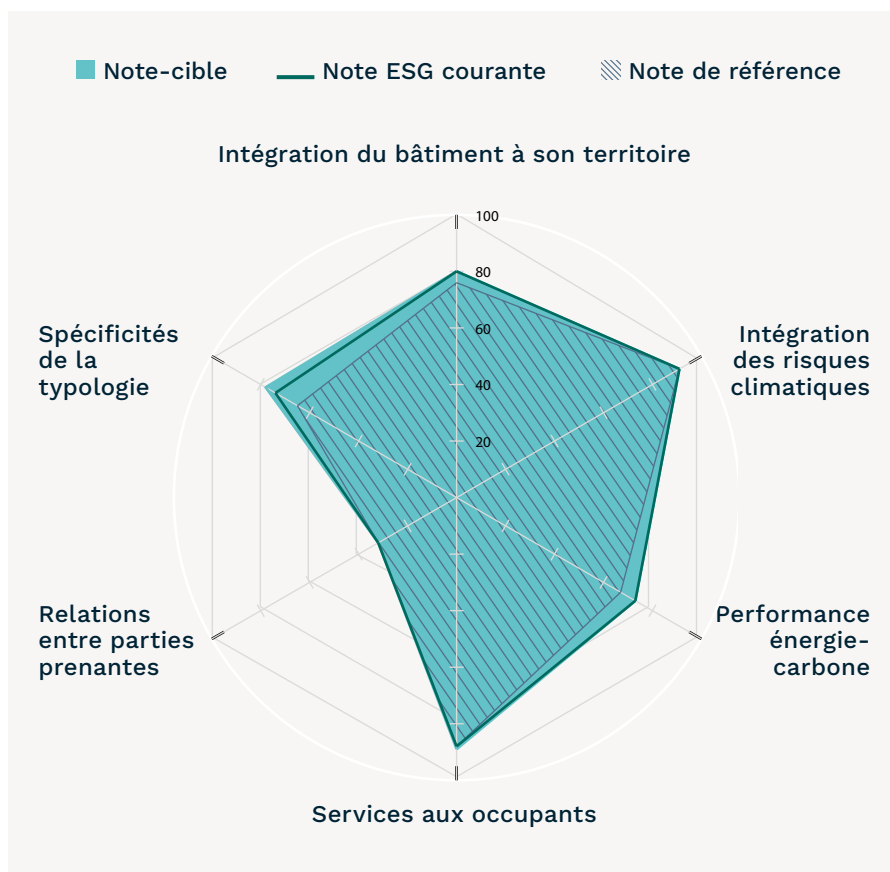 Note-cible
Note ESG courante
Note de référence
Intégration du bâtiment à son territoire
100
80
60
40
20
Spécificités
de la
typologie
Intégration
des risques
climatiques
Relations
entre parties
prenantes
Performance
énergie-
carbone
Services aux occupants